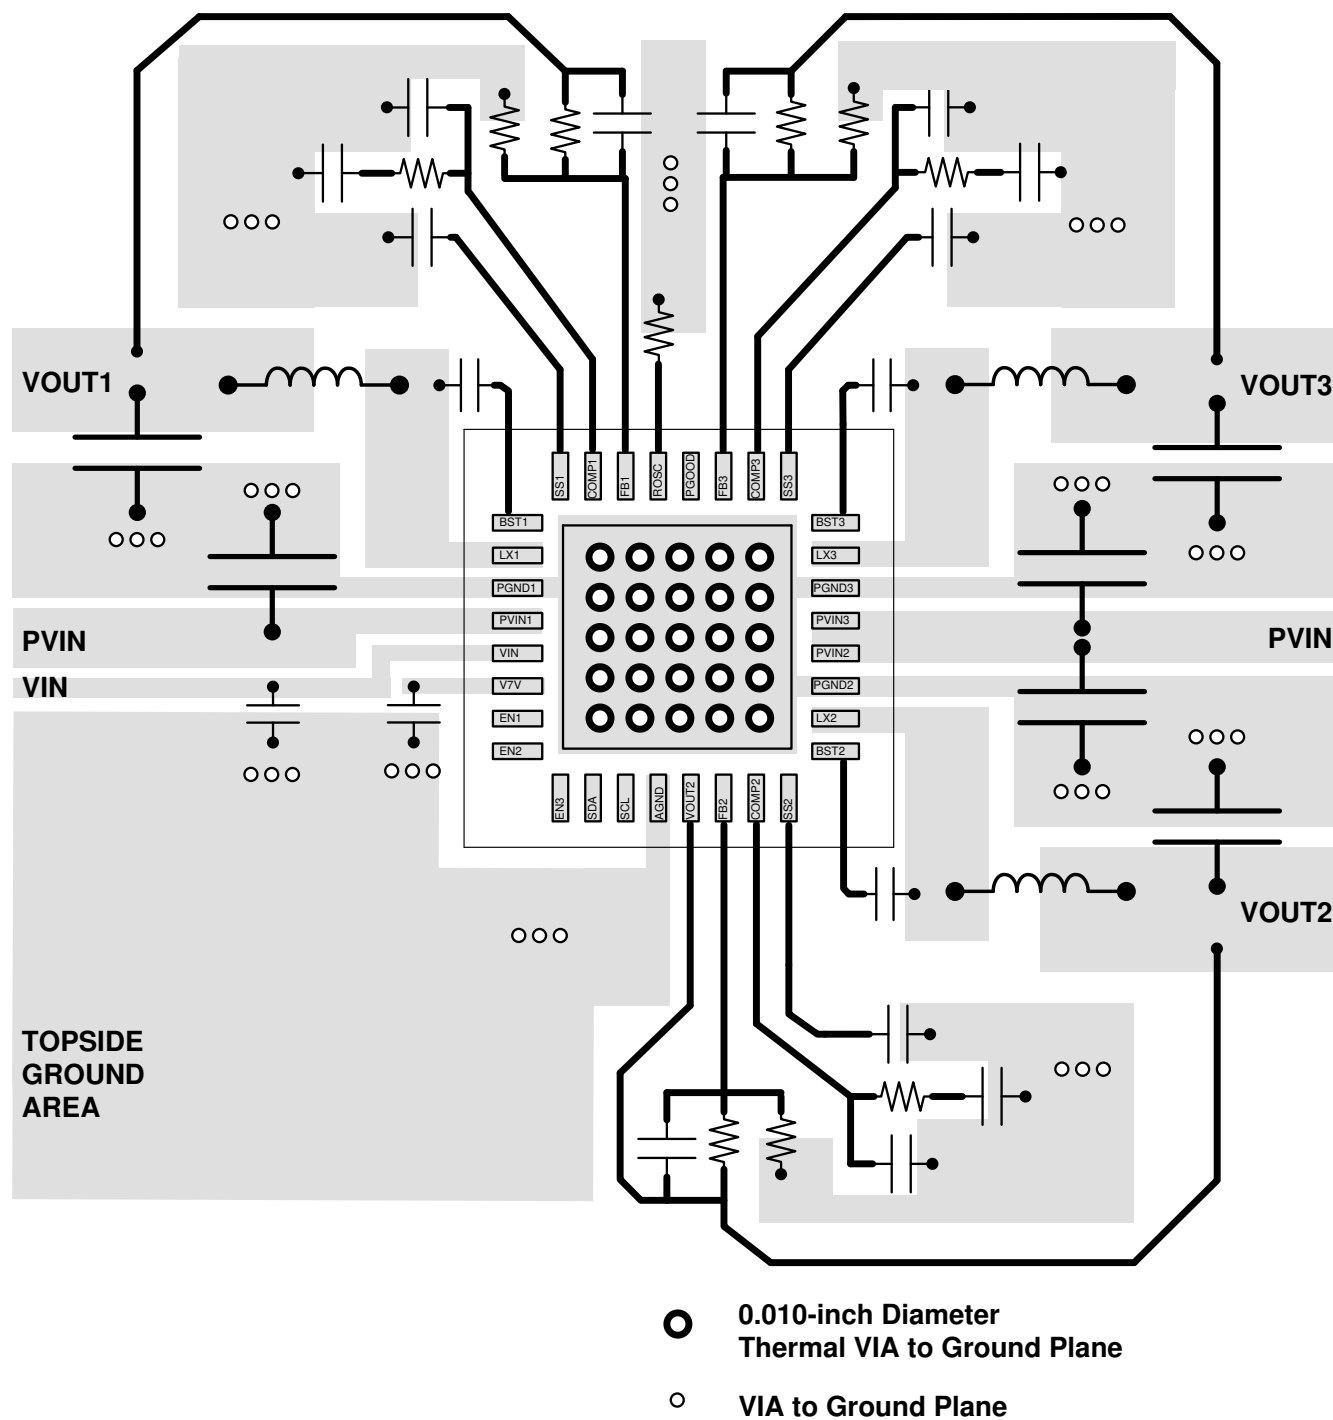 VOUT1
VOUT3
SS1
COMP1
FB1
ROSC
PGOOD
FB3
COMP3
SS3
BST1
BST3
LX1
LX3
PGND1
PGND3
PVIN1
PVIN3
PVIN
PVIN
VIN
PVIN2
VIN
V7V
PGND2
EN1
LX2
EN2
BST2
EN3
SDA
SCL
AGND
VOUT2
FB2
COMP2
SS2
VOUT2
TOPSIDE
GROUND
AREA
0.010-inch Diameter
Thermal VIA to Ground Plane
VIA to Ground Plane